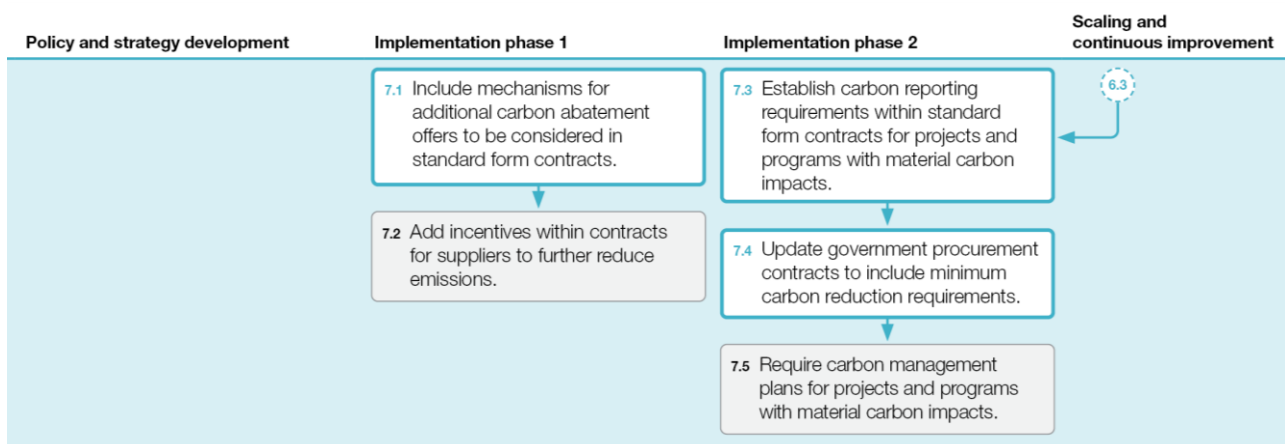 Policy and strategy development
Implementation phase 1
Implementation phase 2
Scaling and
continuous improvement
7.1 Include mechanisms for
additional carbon abatement
offers to be considered in
standard form contracts.
7.2 Add incentives within contracts
for suppliers to further reduce
emissions.
7.3 Establish carbon reporting
requirements within standard
form contracts for projects and
programs with material carbon
impacts.
7.4 Update government procurement
contracts to include minimum
carbon reduction requirements.
7.5 Require carbon management
plans for projects and programs
with material carbon impacts.
6.3